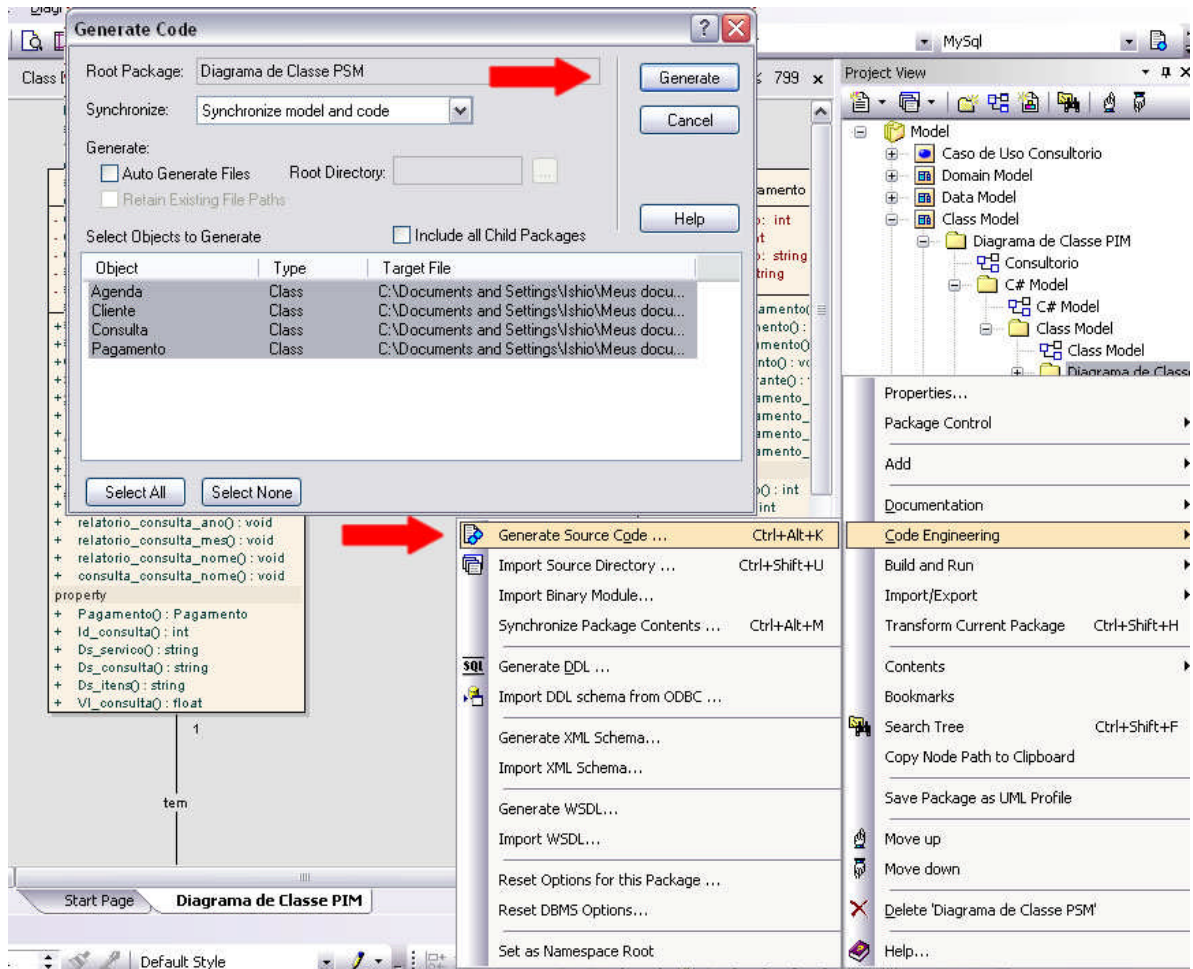 Generate Code
Root Package: Diagrama de Classe PSM
Generate
Synchronize: Synchronize model and code
Cancel
Generate:
Auto Generate Files Root Directory: ...
Retain Existing File Paths
Help
Select Objects to Generate Include all Child Packages
Object Type Target File
Agenda Class C:\Documents and Settings\Ishio\Meus docu...
Cliente Class C:\Documents and Settings\Ishio\Meus docu...
Consulta Class C:\Documents and Settings\Ishio\Meus docu...
Pagamento Class C:\Documents and Settings\Ishio\Meus docu...
Select All Select None
+ relatorio_consulta_ano() : void
+ relatorio_consulta_mes() : void
+ relatorio_consulta_nome() : void
+ consulta_consulta_nome() : void
property
+ Pagamento() : Pagamento
+ Id_consulta() : int
+ Ds_servico() : string
+ Ds_consulta() : string
+ Ds_itens() : string
+ Vl_consulta() : float
1
tem
Start Page Diagrama de Classe PIM
Default Style
MySql
799
Project View
Model
Caso de Uso Consultorio
Domain Model
Data Model
Class Model
Diagrama de Classe PIM
Consultorio
C# Model
C# Model
Class Model
Class Model
Diagrama de Classe
Properties...
Package Control
Add
Documentation
Code Engineering
Build and Run
Import/Export
Transform Current Package Ctrl+Shift+H
Contents
Bookmarks
Search Tree Ctrl+Shift+F
Copy Node Path to Clipboard
Save Package as UML Profile
Move up
Move down
Delete 'Diagrama de Classe PSM'
Help...
Generate Source Code ... Ctrl+Alt+K
Import Source Directory ... Ctrl+Shift+U
Import Binary Module...
Synchronize Package Contents ... Ctrl+Alt+M
SQL Generate DDL ...
Import DDL schema from ODBC ...
Generate XML Schema...
Import XML Schema...
Generate WSDL...
Import WSDL...
Reset Options for this Package ...
Reset DBMS Options...
Set as Namespace Root